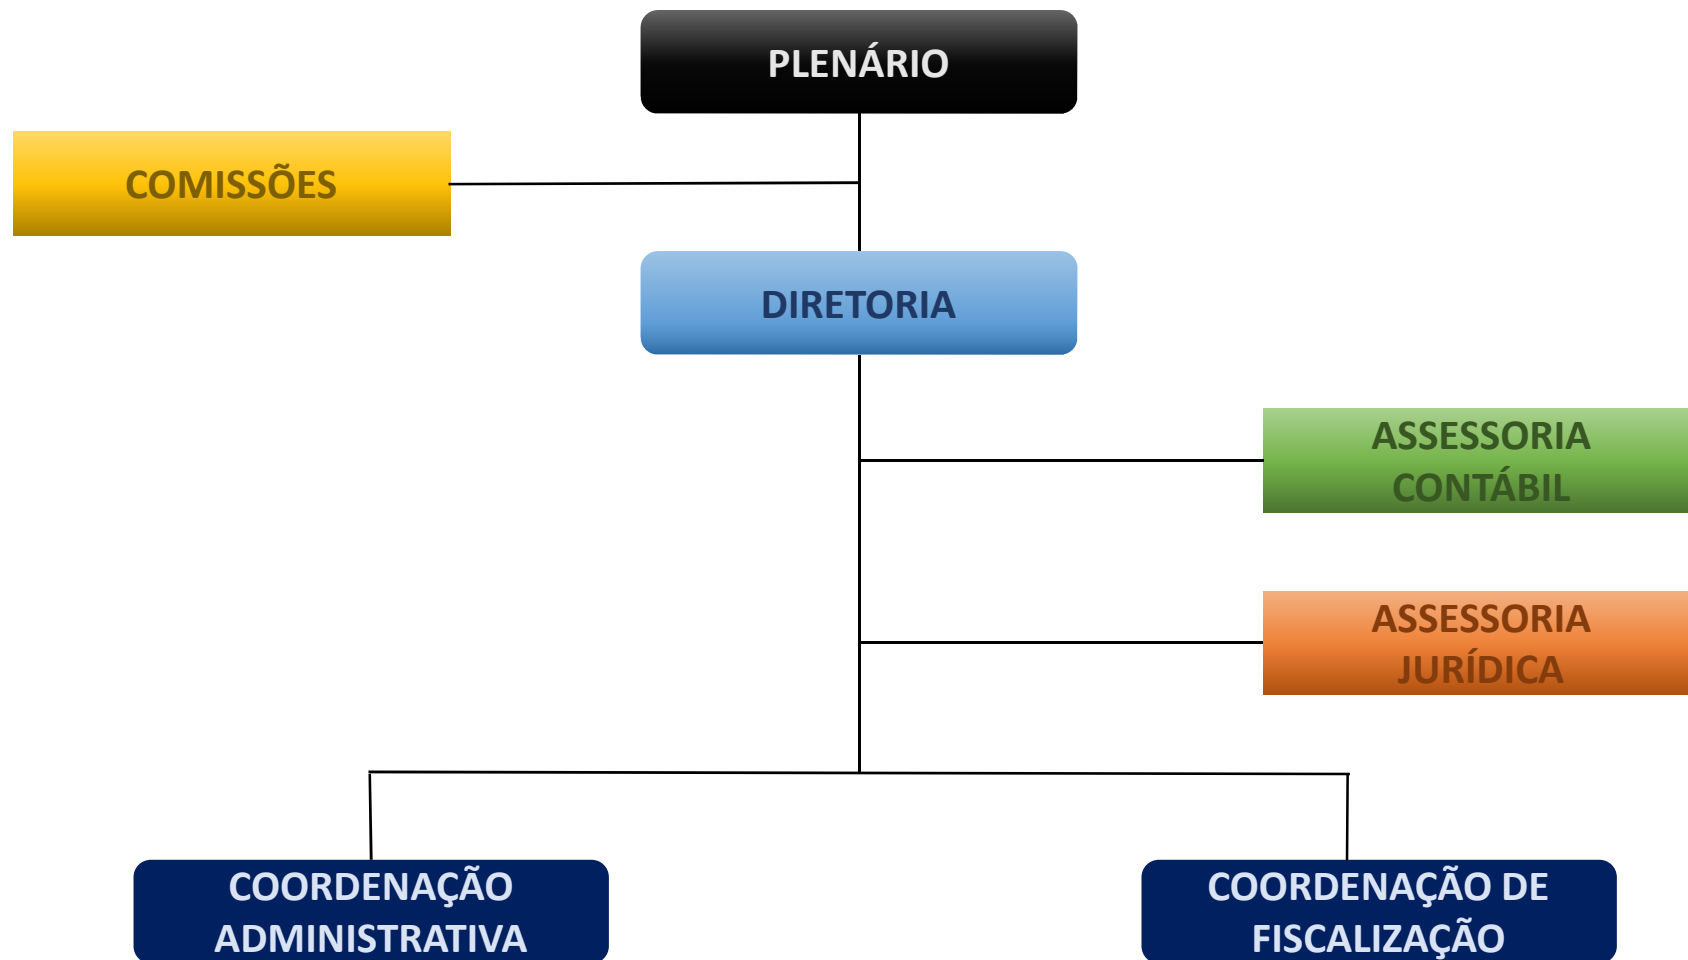 PLENÁRIO
COMISSÕES
DIRETORIA
ASSESSORIA
CONTÁBIL
ASSESSORIA
JURÍDICA
COORDENAÇÃO
ADMINISTRATIVA
COORDENAÇÃO DE
FISCALIZAÇÃO